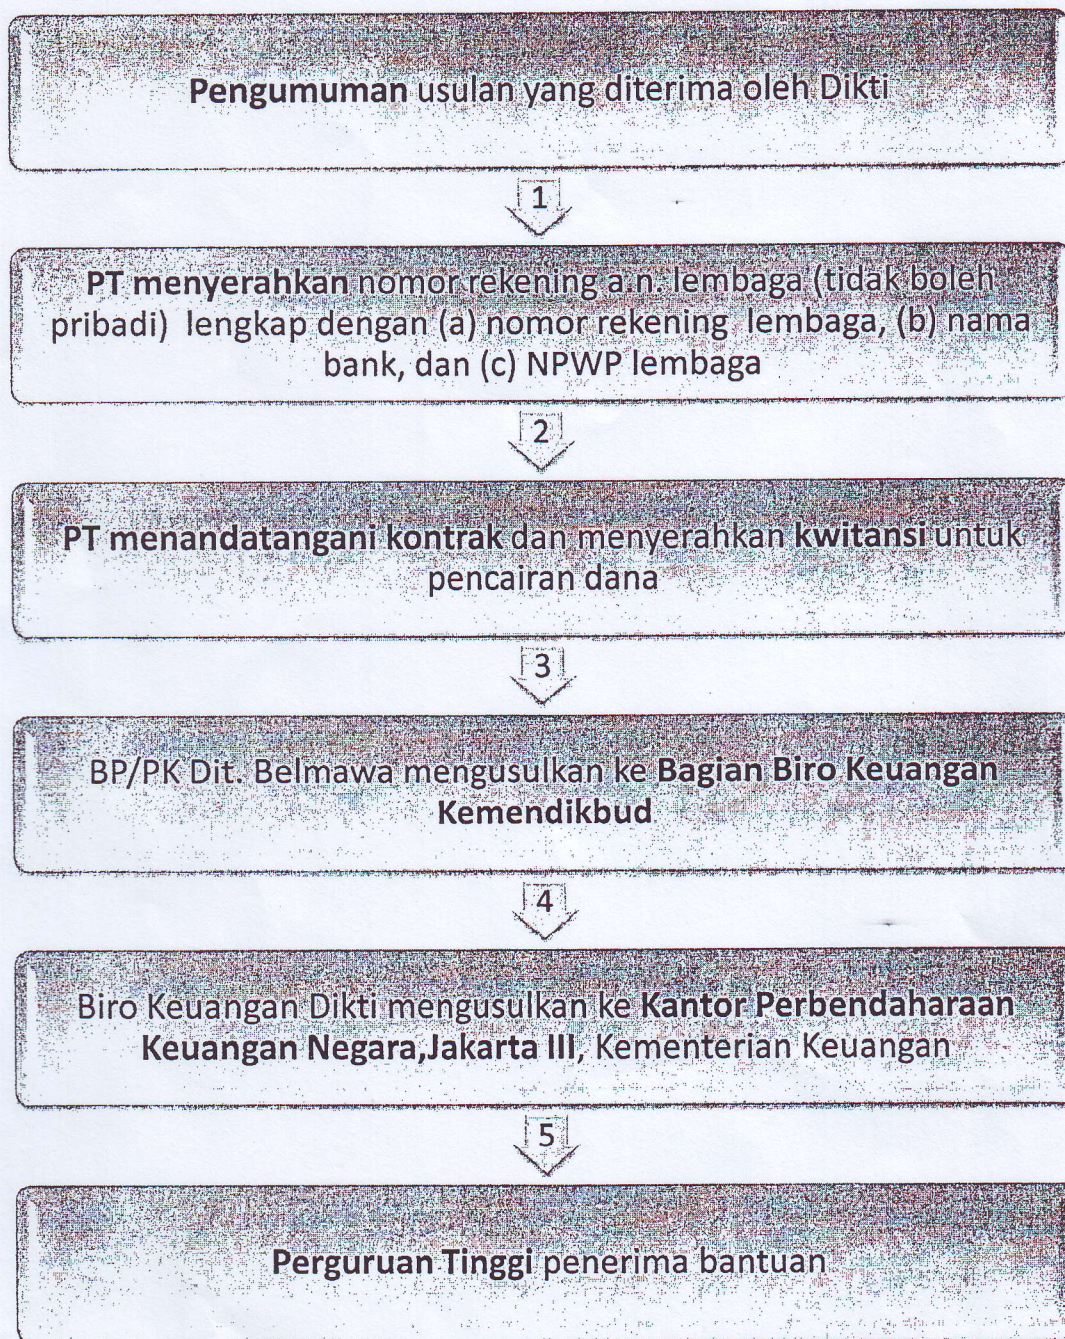 Pengumuman usulan yang diterima oleh Dikti
1
PT menyerahkan nomor rekening a.n. lembaga (tidak boleh
pribadi) lengkap dengan (a) nomor rekening lembaga, (b) nama
bank, dan (c) NPWP lembaga
2
PT menandatangani kontrak dan menyerahkan kwitansi untuk
pencairan dana
3
BP/PK Dit. Belmawa mengusulkan ke Bagian Biro Keuangan
Kemendikbud
4
Biro Keuangan Dikti mengusulkan ke Kantor Perbendaharaan
Keuangan Negara,Jakarta III, Kementerian Keuangan
5
Perguruan Tinggi penerima bantuan